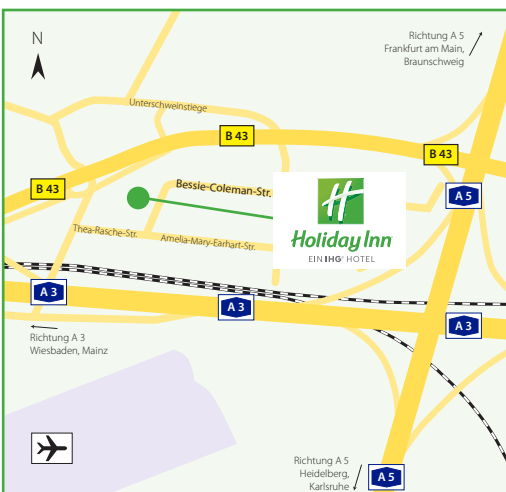 N
Richtung A 5
Frankfurt am Main,
Braunschweig
Unterschweinstiege
B 43
B 43
B 43
Bessie-Coleman-Str.
A 5
Thea-Rasche-Str.
Amelia-Mary-Earhart-Str.
H
Holiday Inn
EIN IHG® HOTEL
A 3
A 3
A 3
Richtung A 3
Wiesbaden, Mainz
Richtung A 5
Heidelberg,
Karlsruhe
A 5